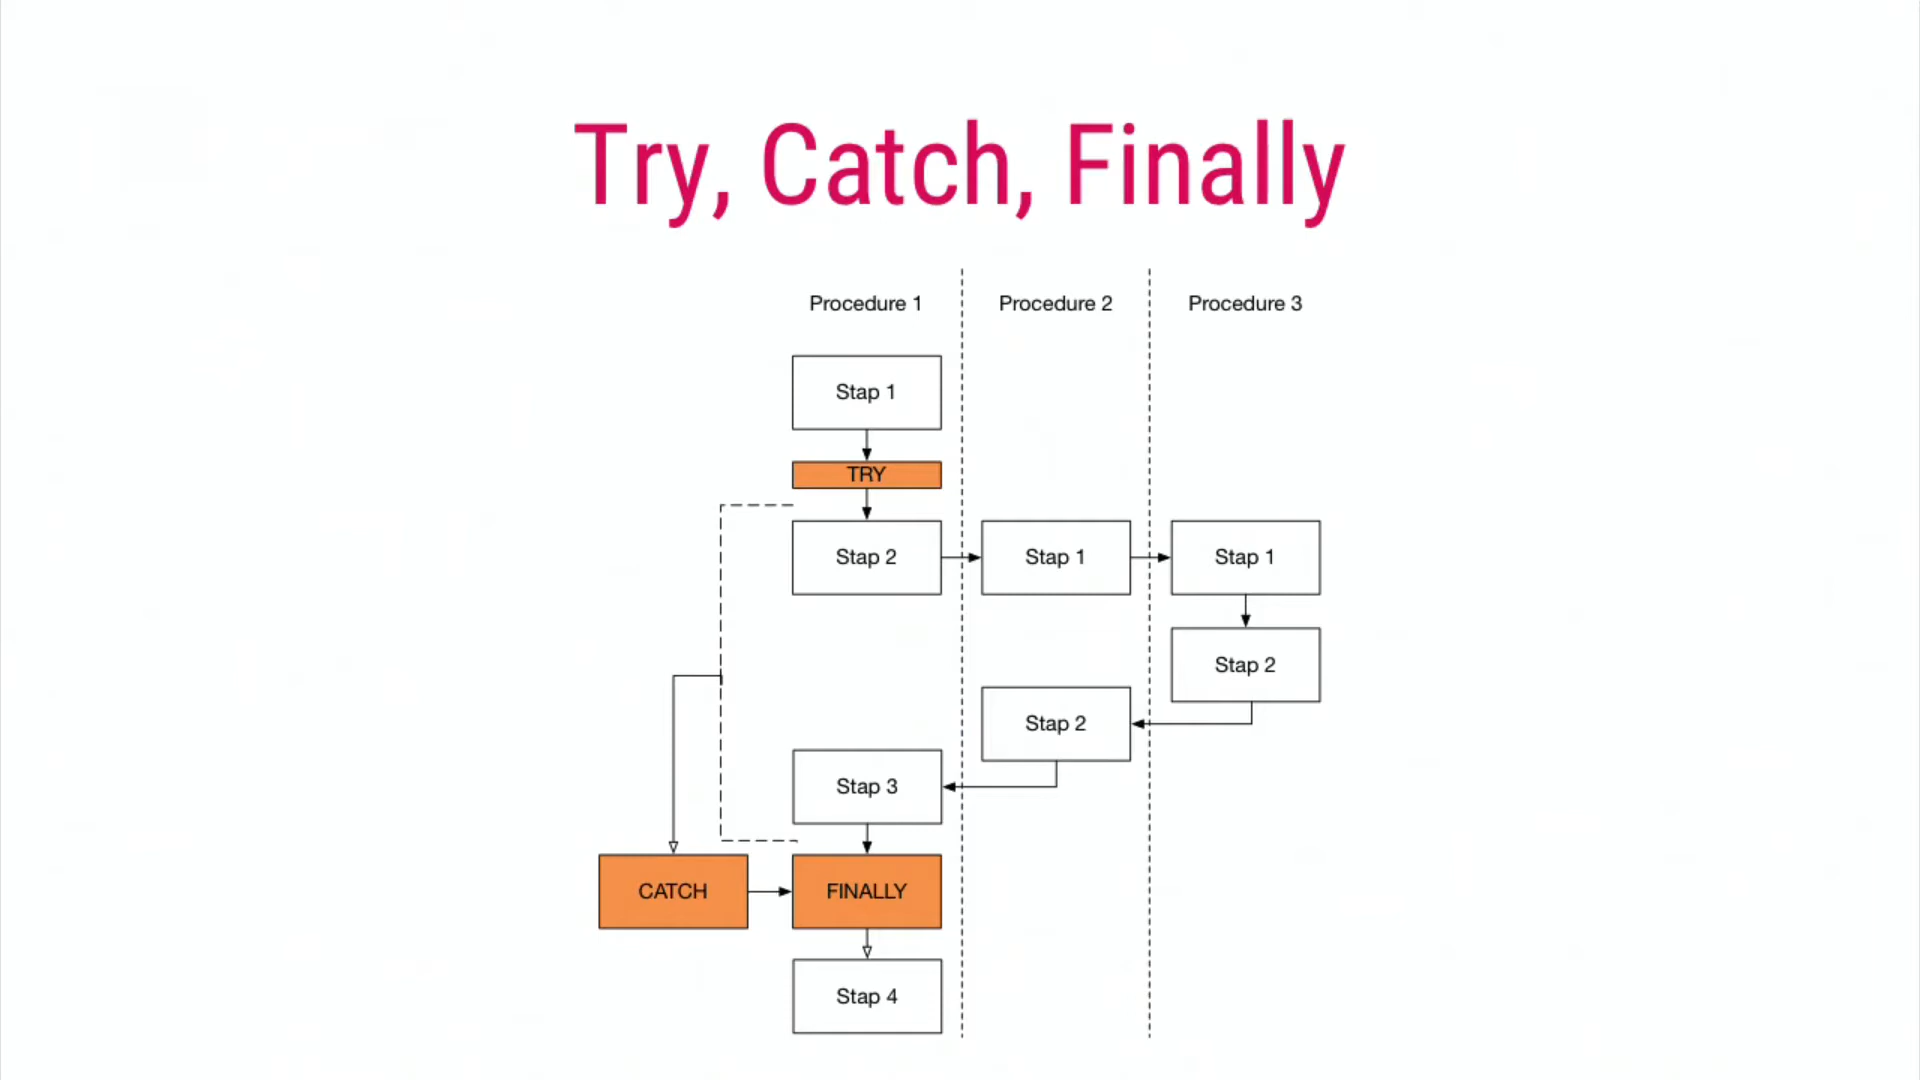 Try, Catch, Finally
Procedure 1
Procedure 2
Procedure 3
Stap 1
TRY
Stap 2
Stap 1
Stap 1
Stap 2
Stap 2
Stap 3
CATCH
FINALLY
Stap 4